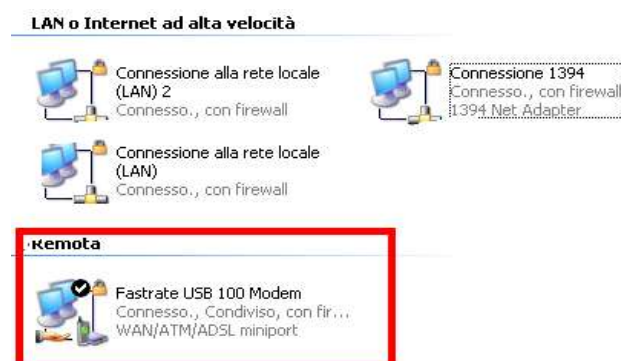 LAN o Internet ad alta velocità
Connessione alla rete locale
(LAN) 2
Connesso., con firewall
Connessione 1394
Connesso., con firewall
1394 Net Adapter
Connessione alla rete locale
(LAN)
Connesso., con firewall
Remota
Fastrate USB 100 Modem
Connesso., Condiviso, con fir...
WAN/ATM/ADSL miniport